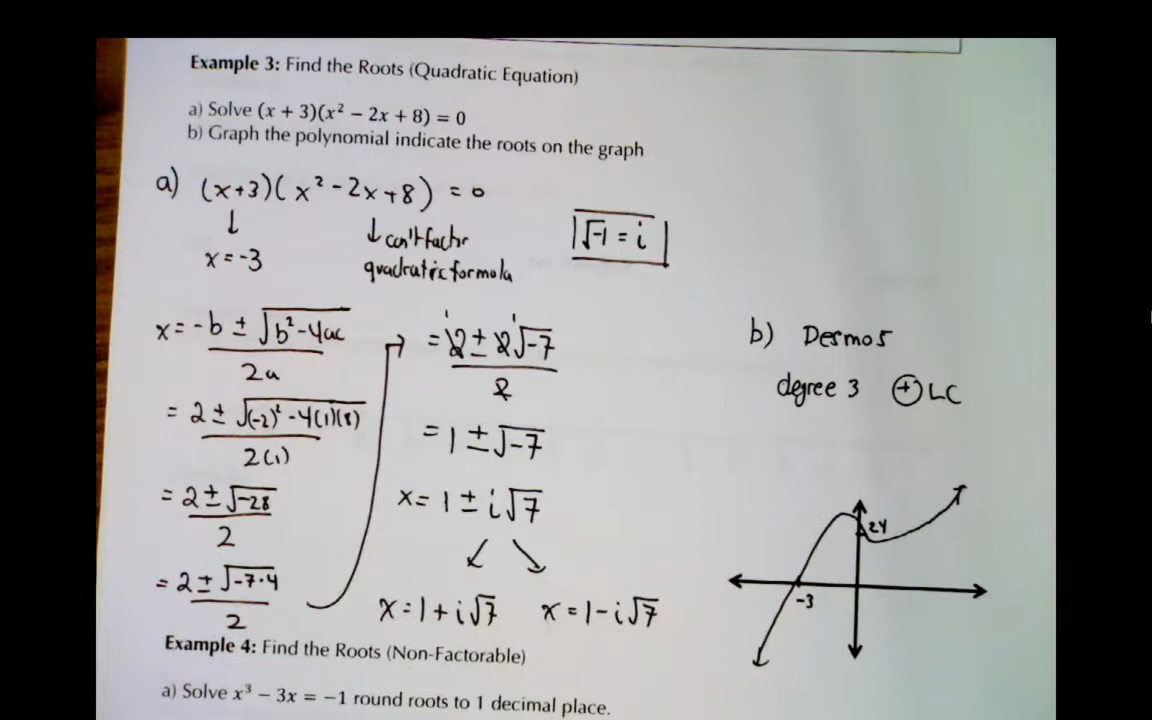 Example 3: Find the Roots (Quadratic Equation)
a) Solve (x + 3)(x² − 2x + 8) = 0
b) Graph the polynomial indicate the roots on the graph
a) (x+3)(x²-2x+8) = 0
↓ ↓ can't factor
x = -3 quadratic formula
√-1 = i
x = -b ± √b²-4ac
2a
= 2 ± √(-2)²-4(1)(8)
2(1)
= 2 ± √-28
2
= 2 ± √-7·4
2
= 2 ± 2√-7
2
1 1
= 1 ± √-7
x = 1 ± i√7
x = 1 + i√7 x = 1 - i√7
b) Desmos
degree 3 ⊕ LC
24
-3
Example 4: Find the Roots (Non-Factorable)
a) Solve x³ − 3x = −1 round roots to 1 decimal place.